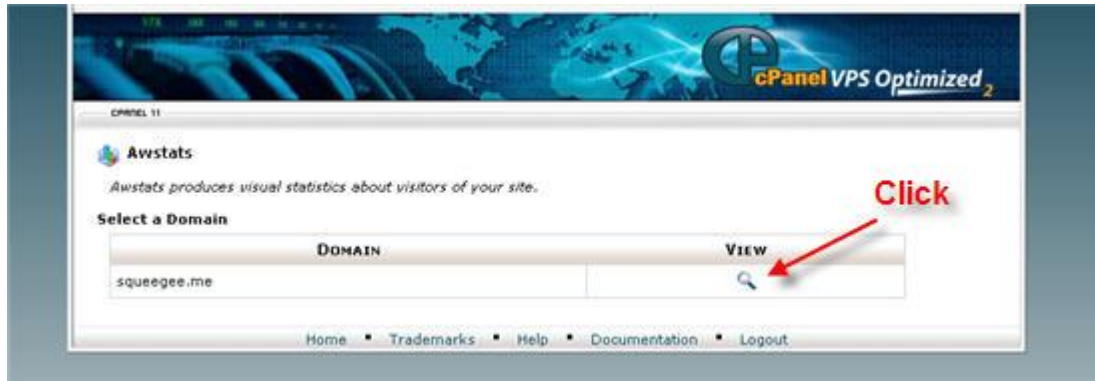 cPanel VPS Optimized 2
CPANEL 11
Awstats
Awstats produces visual statistics about visitors of your site.
Click
Select a Domain
DOMAIN VIEW
squeegee.me
Home ▪ Trademarks ▪ Help ▪ Documentation ▪ Logout